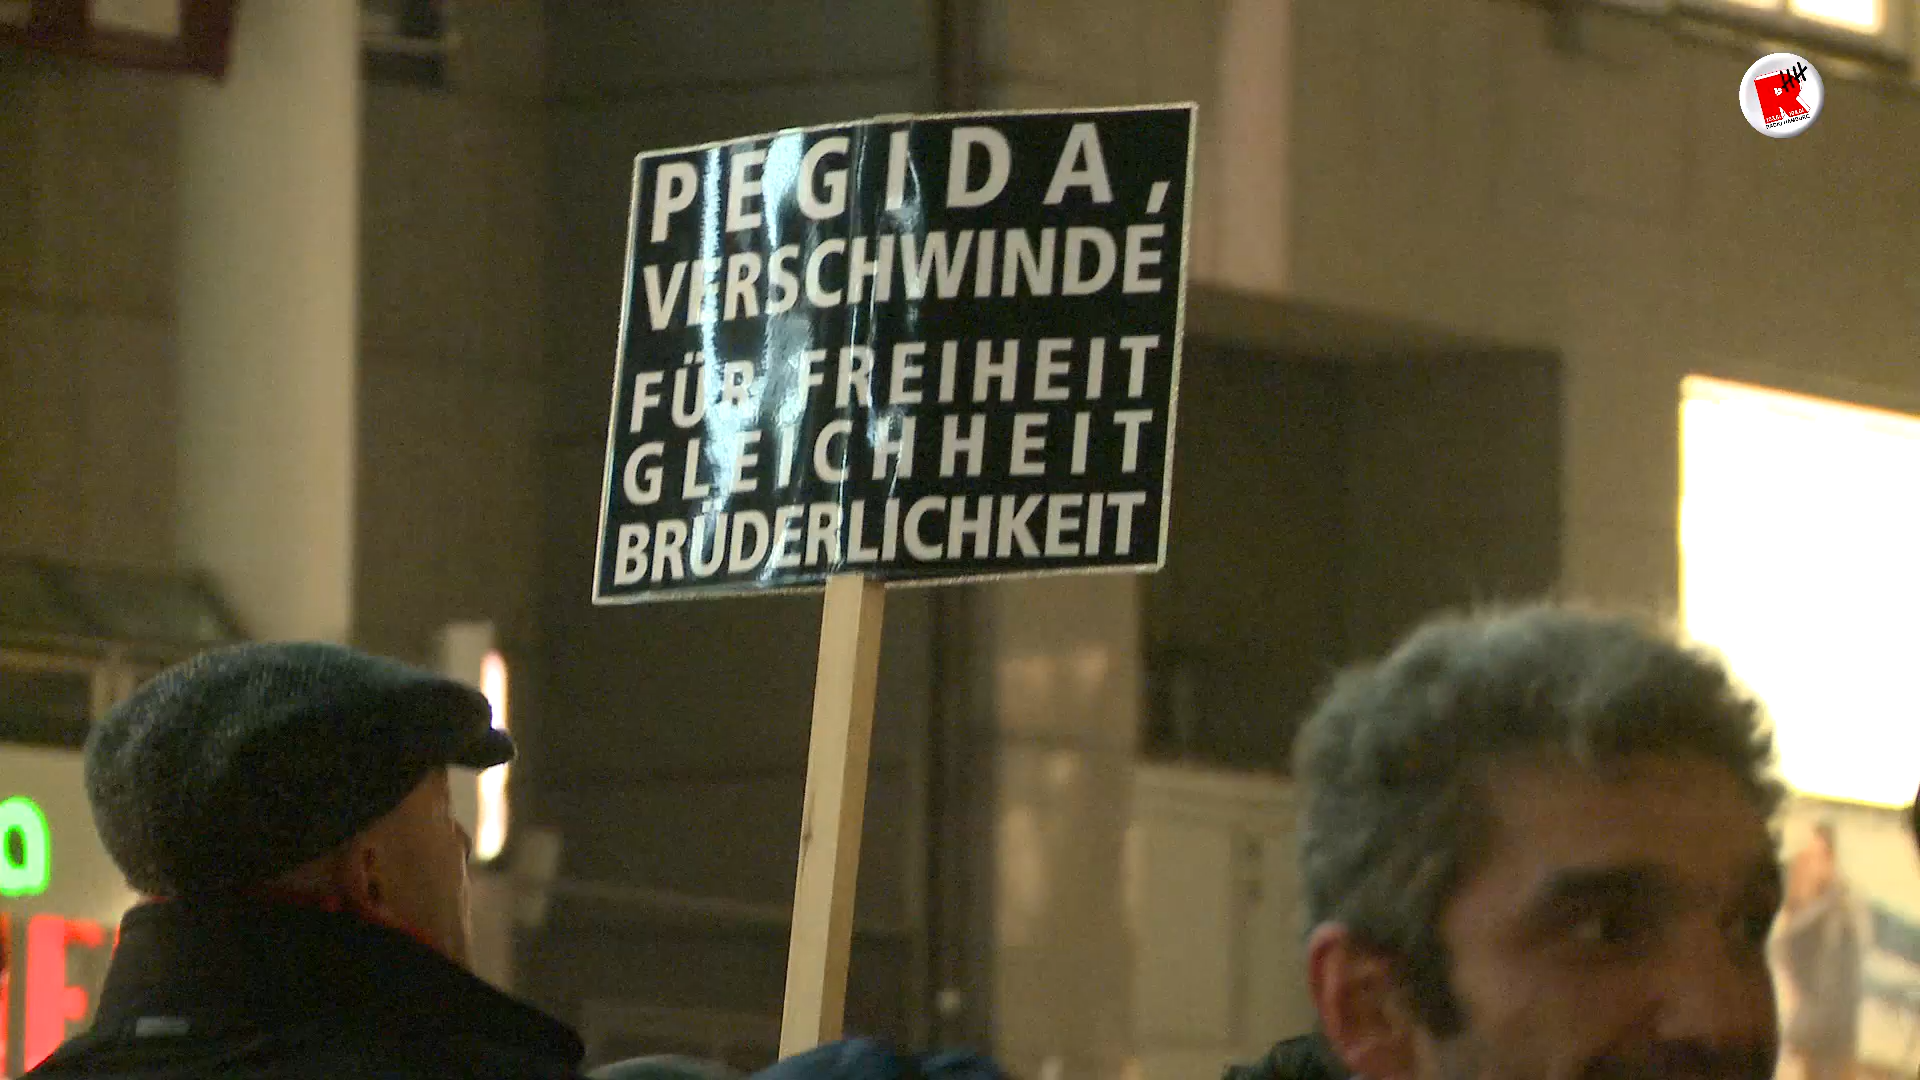 PEGIDA,
VERSCHWINDE
FÜR FREIHEIT
GLEICHHEIT
BRÜDERLICHKEIT